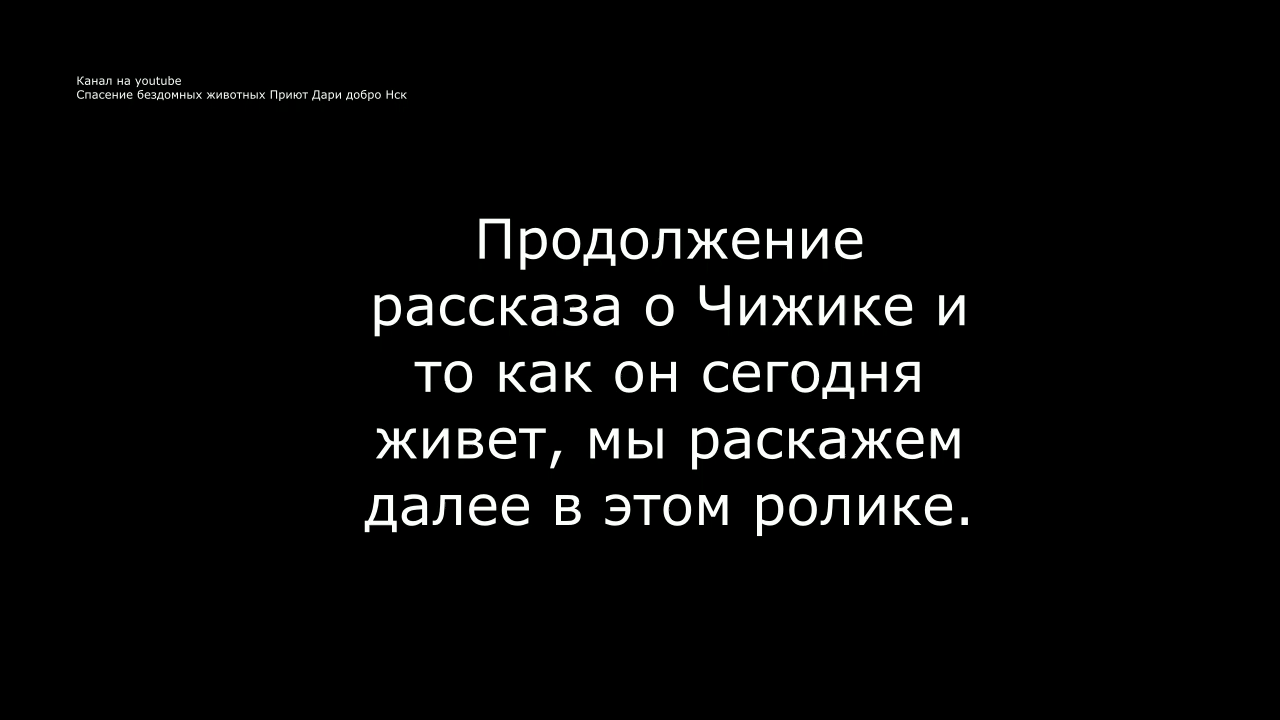 Канал на youtube
Спасение бездомных животных Приют Дари добро Нск
Продолжение
рассказа о Чижике и
то как он сегодня
живет, мы раскажем
далее в этом ролике.